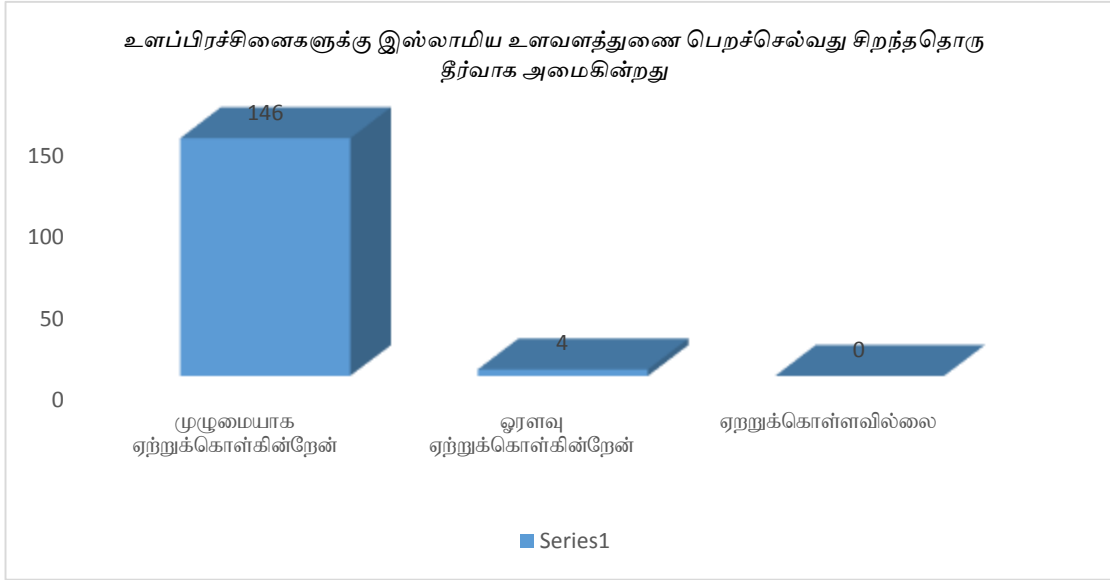 உளப்பிரச்சினைகளுக்கு இஸ்லாமிய உளவளத்துணை பெறச்செல்வது சிறந்ததொரு
தீர்வாக அமைகின்றது
146
150
100
50
4
0
0
முழுமையாக
ஏற்றுக்கொள்கின்றேன்
ஓரளவு
ஏற்றுக்கொள்கின்றேன்
ஏறறுக்கொள்ளவில்லை
Series1